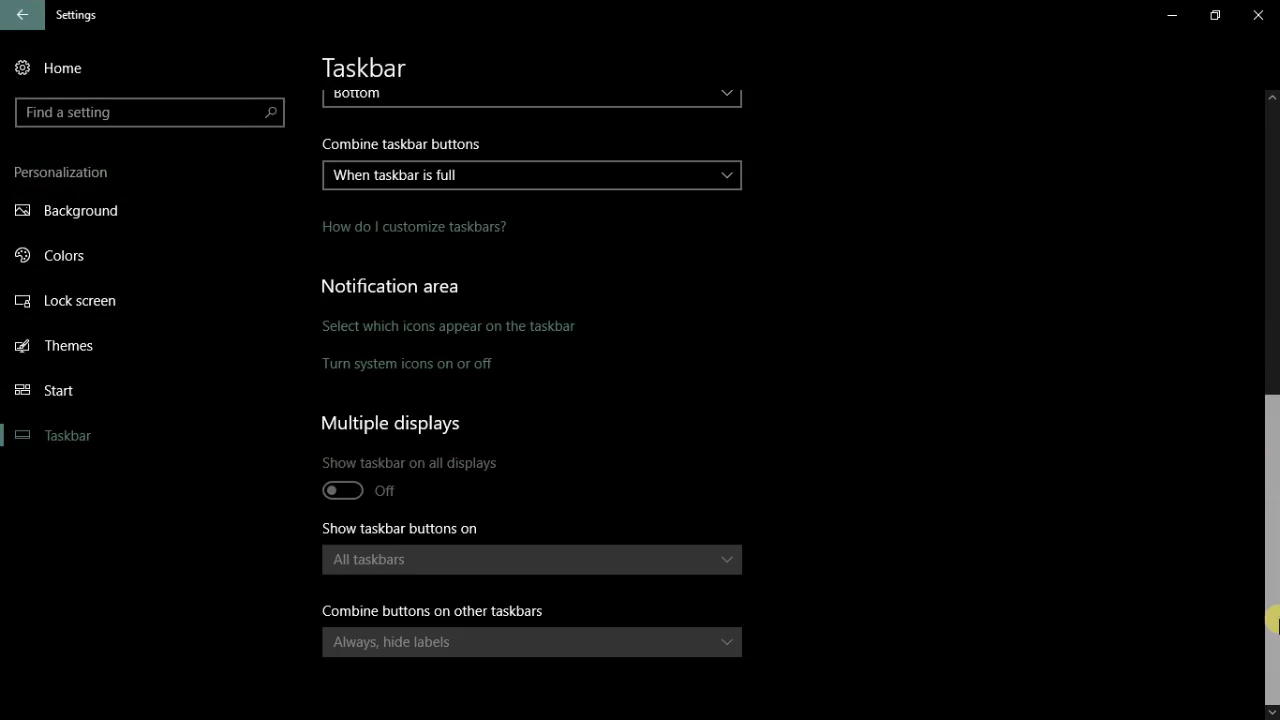 Settings
Home
Find a setting
Personalization
Background
Colors
Lock screen
Themes
Start
Taskbar
Taskbar
Bottom
Combine taskbar buttons
When taskbar is full
How do I customize taskbars?
Notification area
Select which icons appear on the taskbar
Turn system icons on or off
Multiple displays
Show taskbar on all displays
Off
Show taskbar buttons on
All taskbars
Combine buttons on other taskbars
Always, hide labels